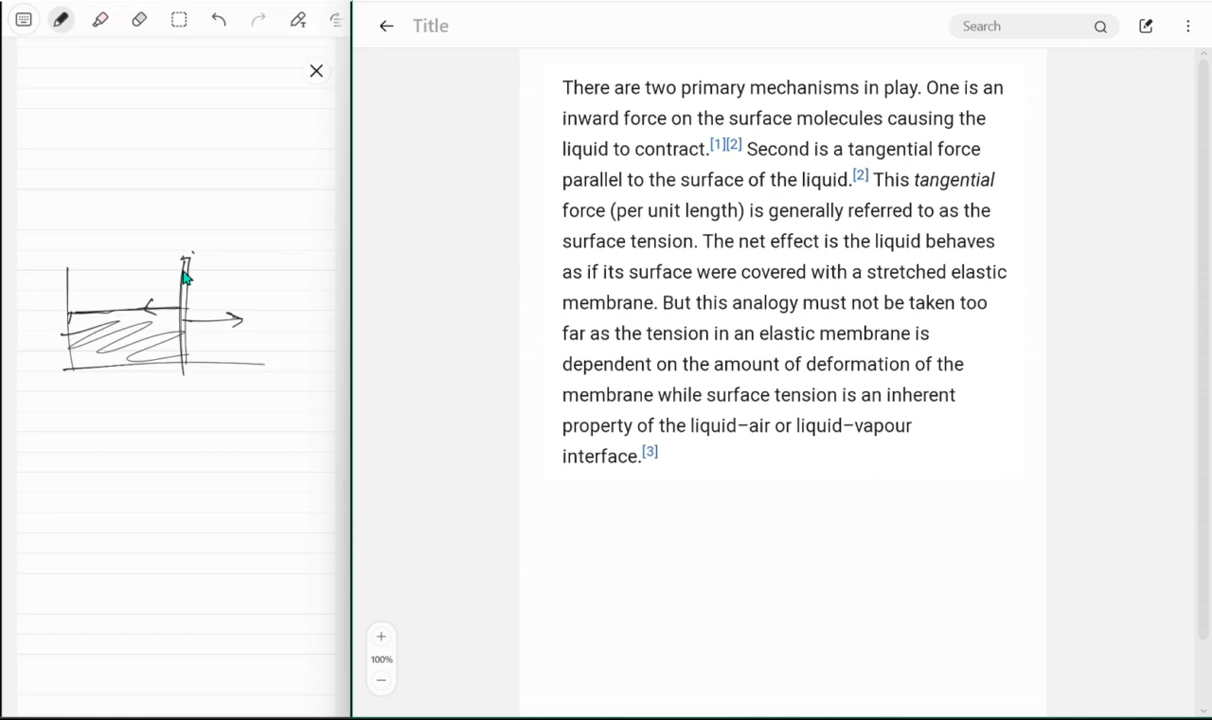 Title
Search
There are two primary mechanisms in play. One is an
inward force on the surface molecules causing the
liquid to contract.[1][2] Second is a tangential force
parallel to the surface of the liquid.[2] This tangential
force (per unit length) is generally referred to as the
surface tension. The net effect is the liquid behaves
as if its surface were covered with a stretched elastic
membrane. But this analogy must not be taken too
far as the tension in an elastic membrane is
dependent on the amount of deformation of the
membrane while surface tension is an inherent
property of the liquid–air or liquid–vapour
interface.[3]
100%